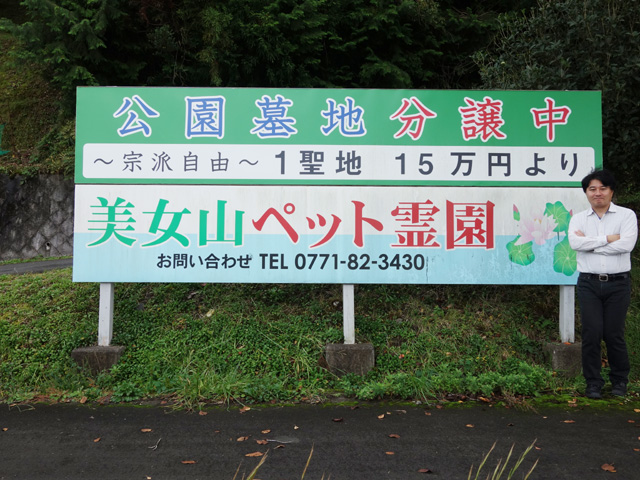 公園墓地分譲中
～宗派自由～ 1聖地 15万円より
美女山ペット霊園
お問い合わせ TEL 0771-82-3430